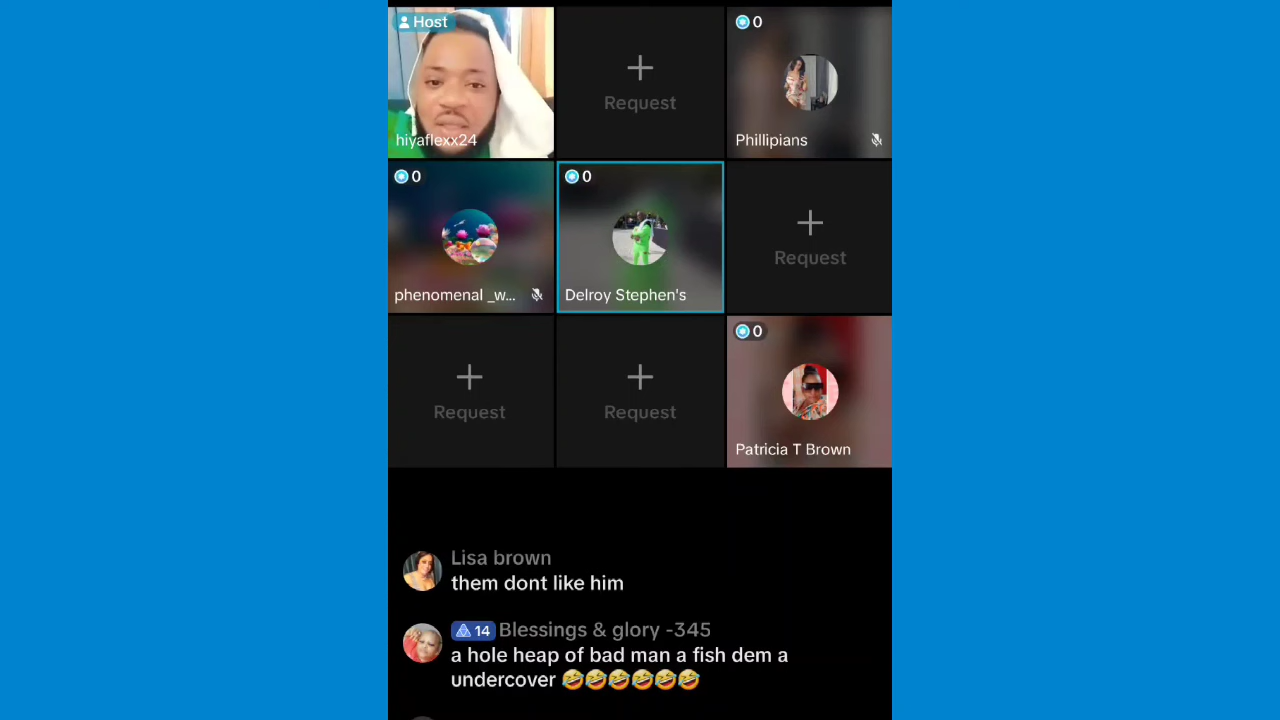 Host
hiyaflexx24
Request
0
Phillipians
0
phenomenal _w...
0
Delroy Stephen's
Request
Request
Request
0
Patricia T Brown
Lisa brown
them dont like him
14 Blessings & glory -345
a hole heap of bad man a fish dem a
undercover 🤣🤣🤣🤣🤣🤣